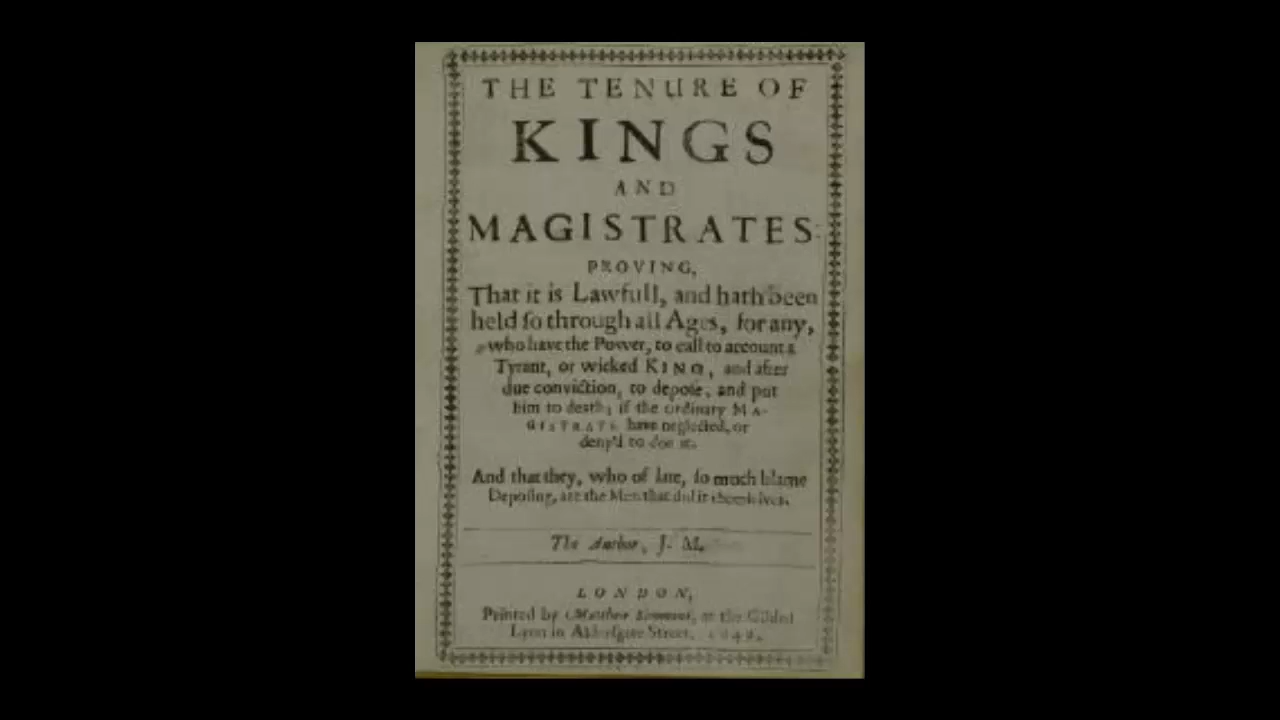 THE TENURE OF
KINGS
AND
MAGISTRATES:
PROVING,
That it is Lawfull, and hath been
held ſo through all Ages, for any,
who have the Power, to call to account a
Tyrant, or wicked KING, and after
due conviction, to depoſe, and put
him to death; if the ordinary MA-
GISTRATE have neglected, or
deny'd to doe it.
And that they, who of late, ſo much blame
Depoſing, are the Men that did it themſelves.
The Author, J. M.
LONDON,
Printed by Matthew Simmons, at the Gilded
Lyon in Alderſgate Street,